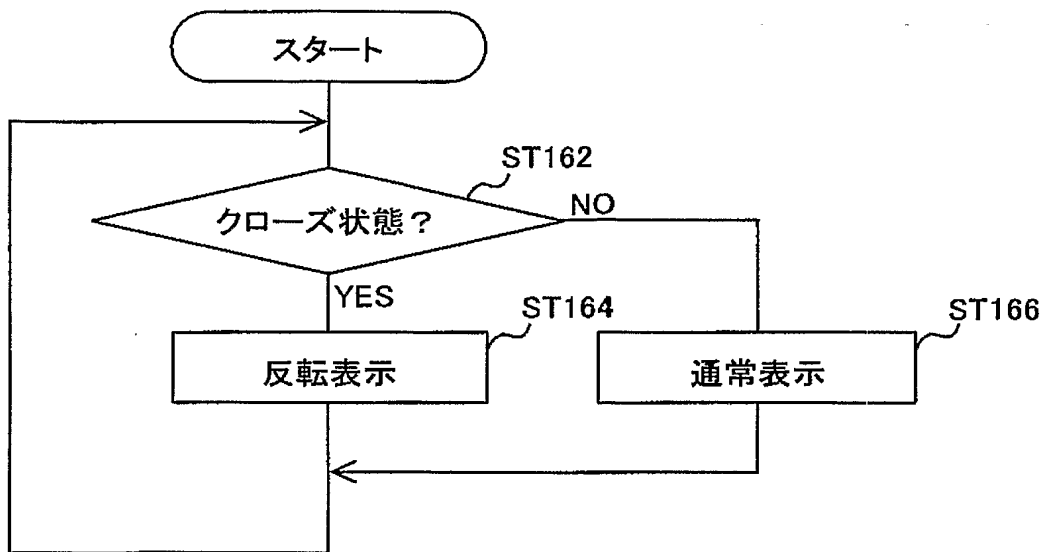 スタート
ST162
クローズ状態？
NO
YES
ST164
ST166
反転表示
通常表示